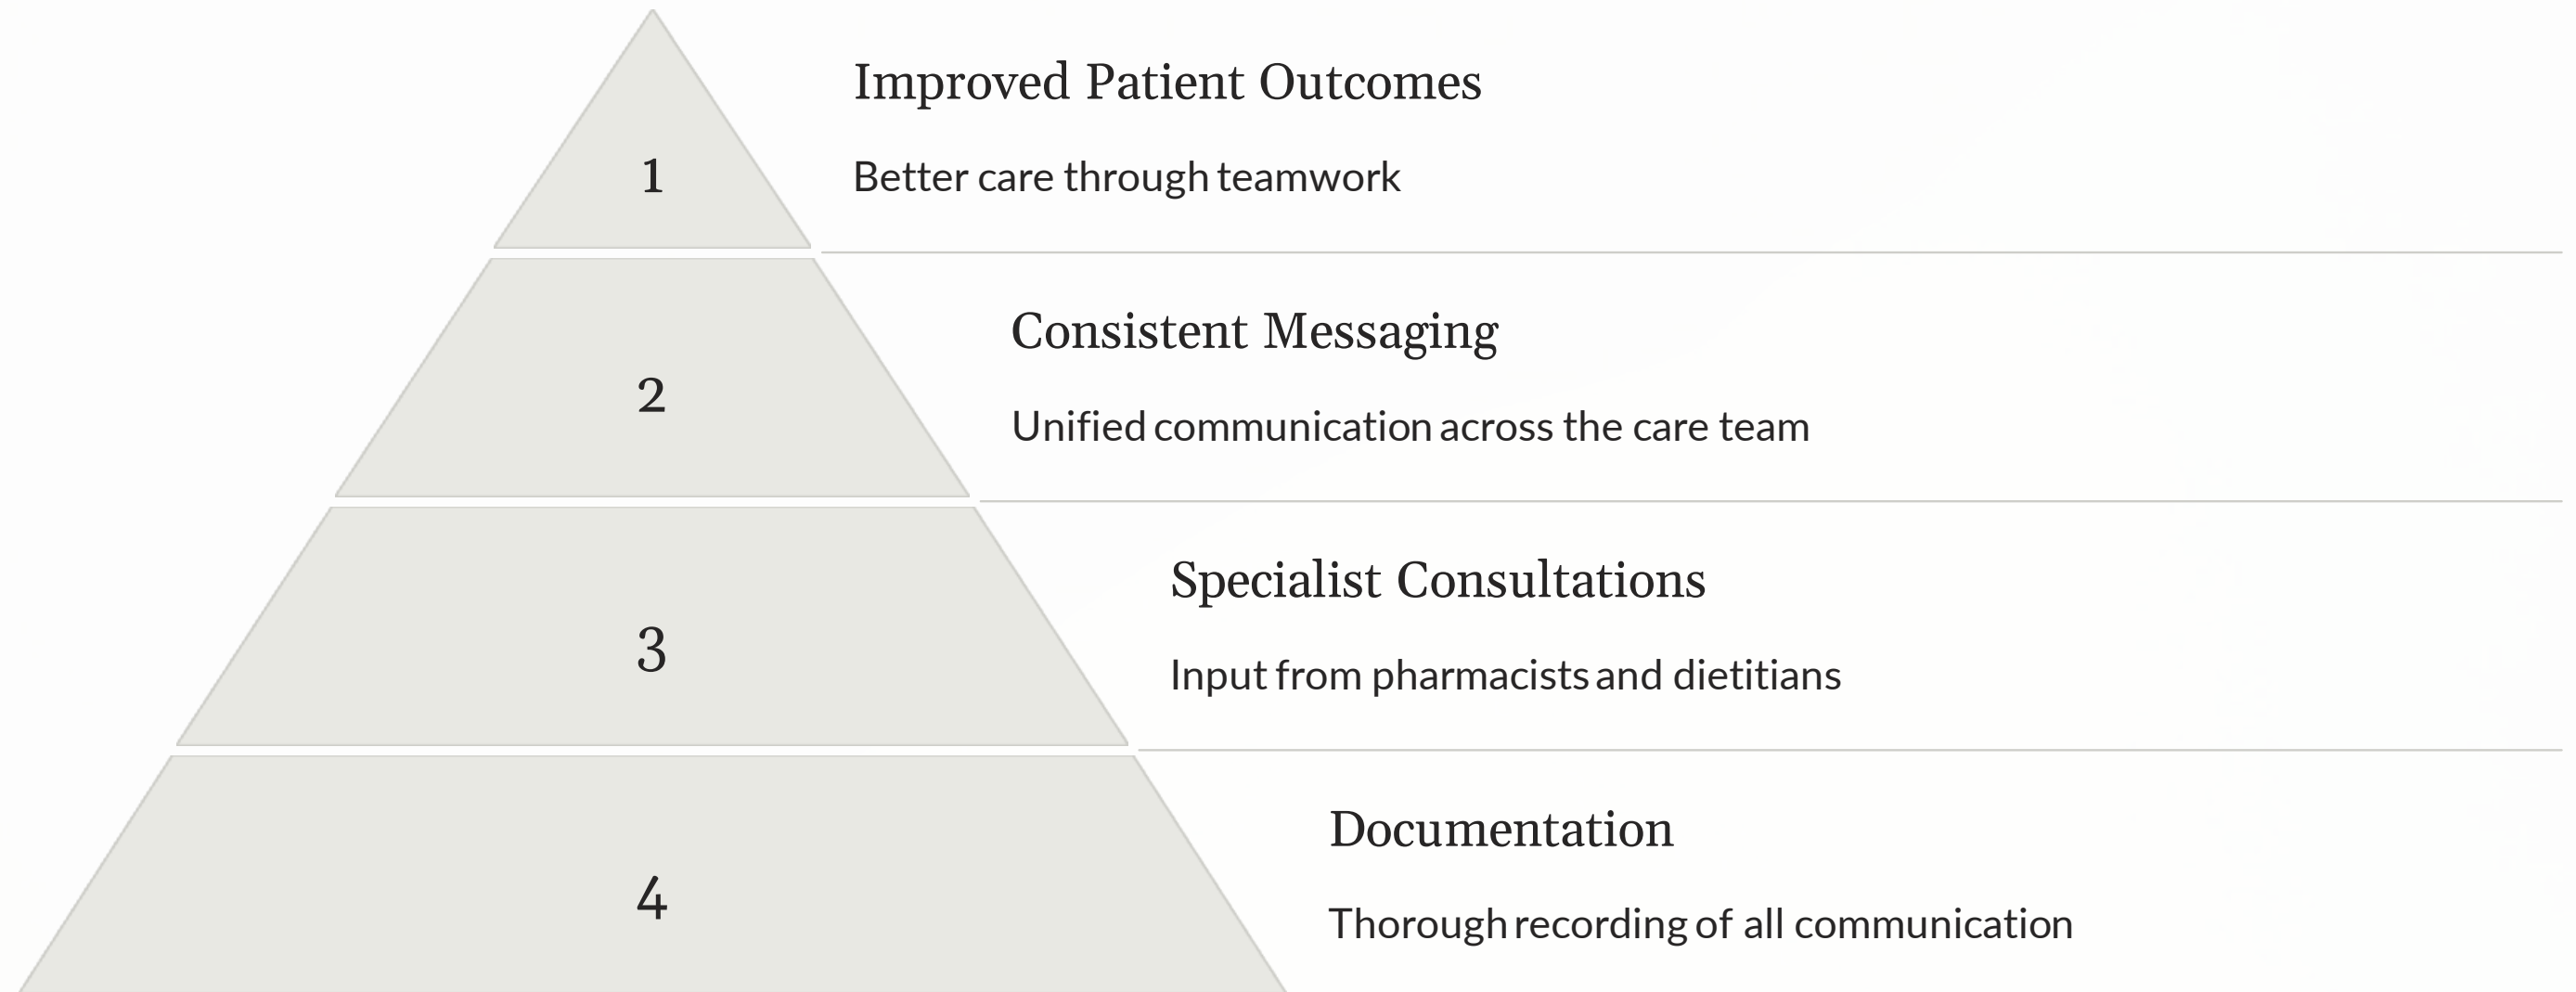 Improved Patient Outcomes
1
Better care through teamwork
Consistent Messaging
2
Unified communication across the care team
Specialist Consultations
3
Input from pharmacists and dietitians
Documentation
4
Thorough recording of all communication